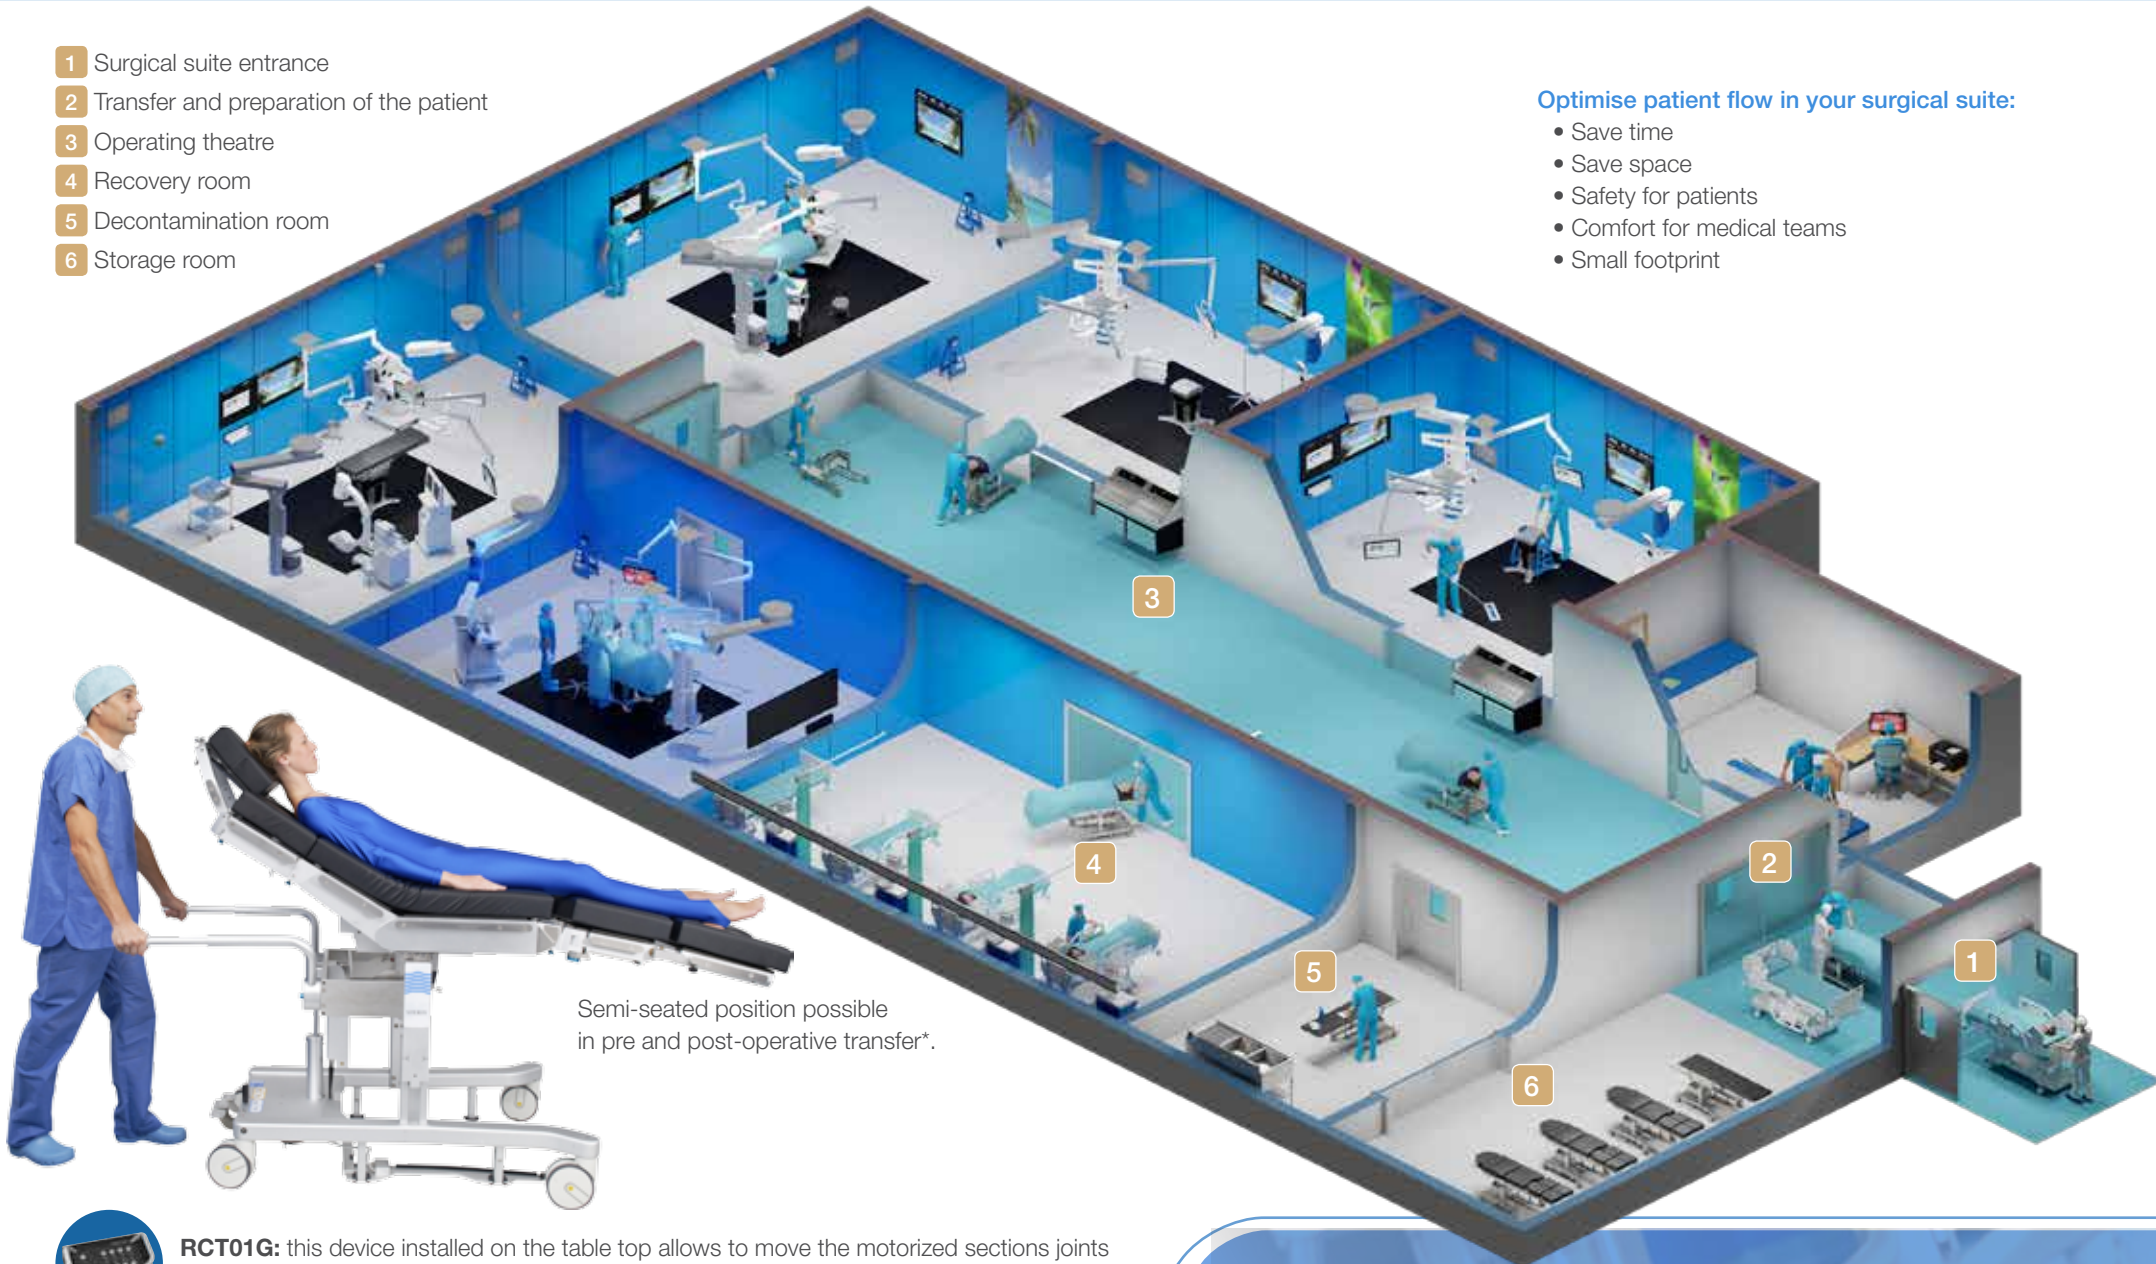 1 Surgical suite entrance
2 Transfer and preparation of the patient
3 Operating theatre
4 Recovery room
5 Decontamination room
6 Storage room
Optimise patient flow in your surgical suite:
• Save time
• Save space
• Safety for patients
• Comfort for medical teams
• Small footprint
3
4
2
1
5
6
Semi-seated position possible
in pre and post-operative transfer*.
RCT01G: this device installed on the table top allows to move the motorized sections joints